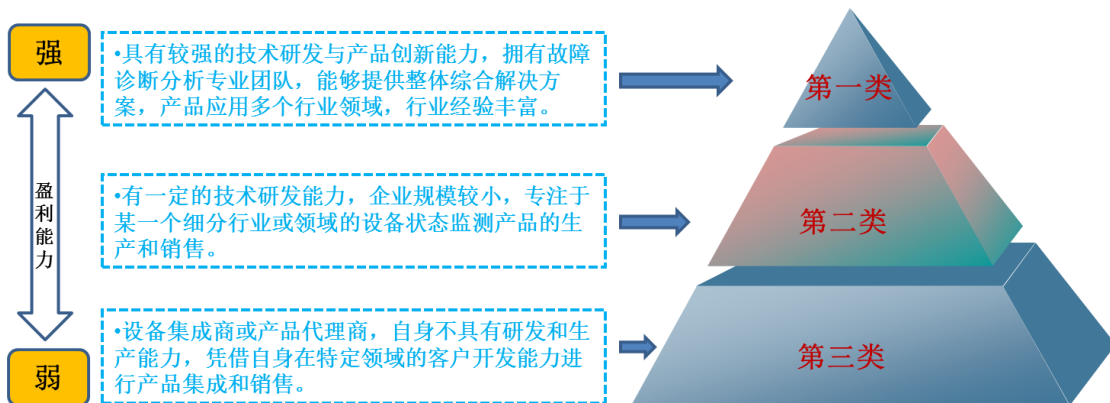 强
•具有较强的技术研发与产品创新能力，拥有故障
诊断分析专业团队，能够提供整体综合解决方
案，产品应用多个行业领域，行业经验丰富。
第一类
盈利能力
•有一定的技术研发能力，企业规模较小，专注于
某一个细分行业或领域的设备状态监测产品的生
产和销售。
第二类
•设备集成商或产品代理商，自身不具有研发和生
产能力，凭借自身在特定领域的客户开发能力进
行产品集成和销售。
第三类
弱